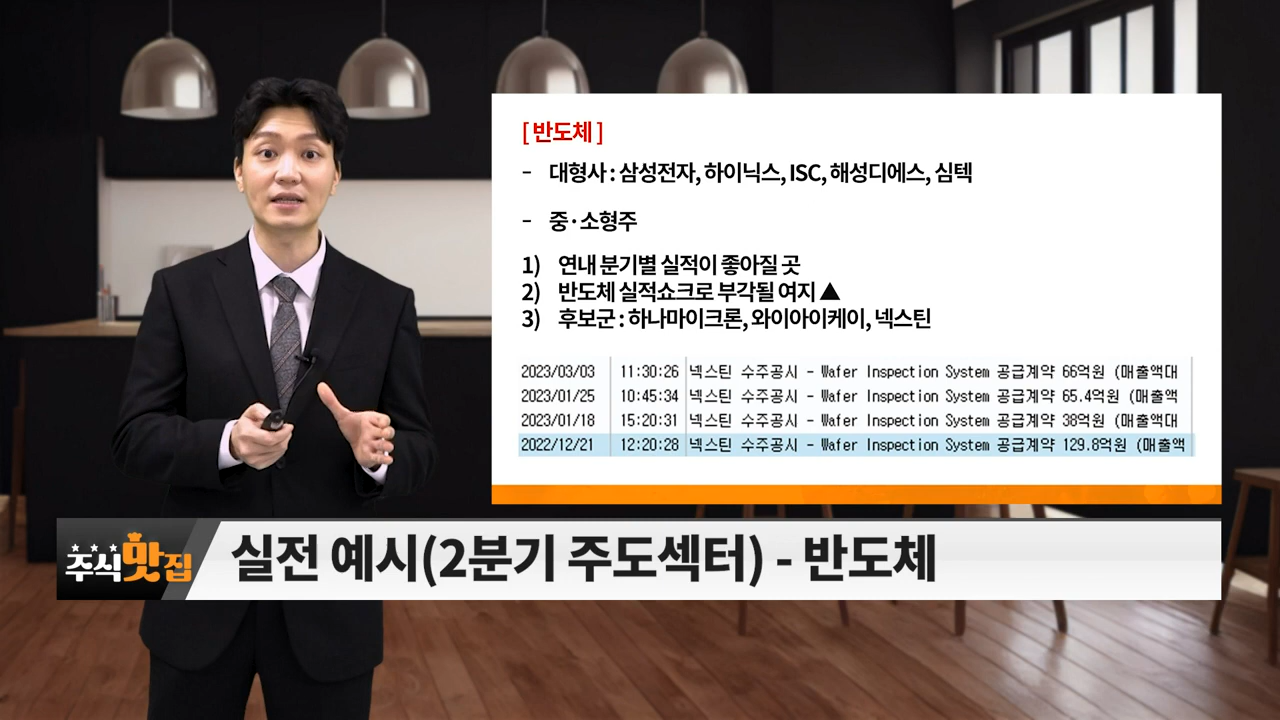 [ 반도체 ]
- 대형사 : 삼성전자, 하이닉스, ISC, 해성디에스, 심텍
- 중·소형주
1) 연내 분기별 실적이 좋아질 곳
2) 반도체 실적쇼크로 부각될 여지 ▲
3) 후보군 : 하나마이크론, 와이아이케이, 넥스틴
2023/03/03 11:30:26 넥스틴 수주공시 - Wafer Inspection System 공급계약 66억원 (매출액대
2023/01/25 10:45:34 넥스틴 수주공시 - Wafer Inspection System 공급계약 65.4억원 (매출액
2023/01/18 15:20:31 넥스틴 수주공시 - Wafer Inspection System 공급계약 38억원 (매출액대
2022/12/21 12:20:28 넥스틴 수주공시 - Wafer Inspection System 공급계약 129.8억원 (매출액
주식맛집
실전 예시(2분기 주도섹터) - 반도체